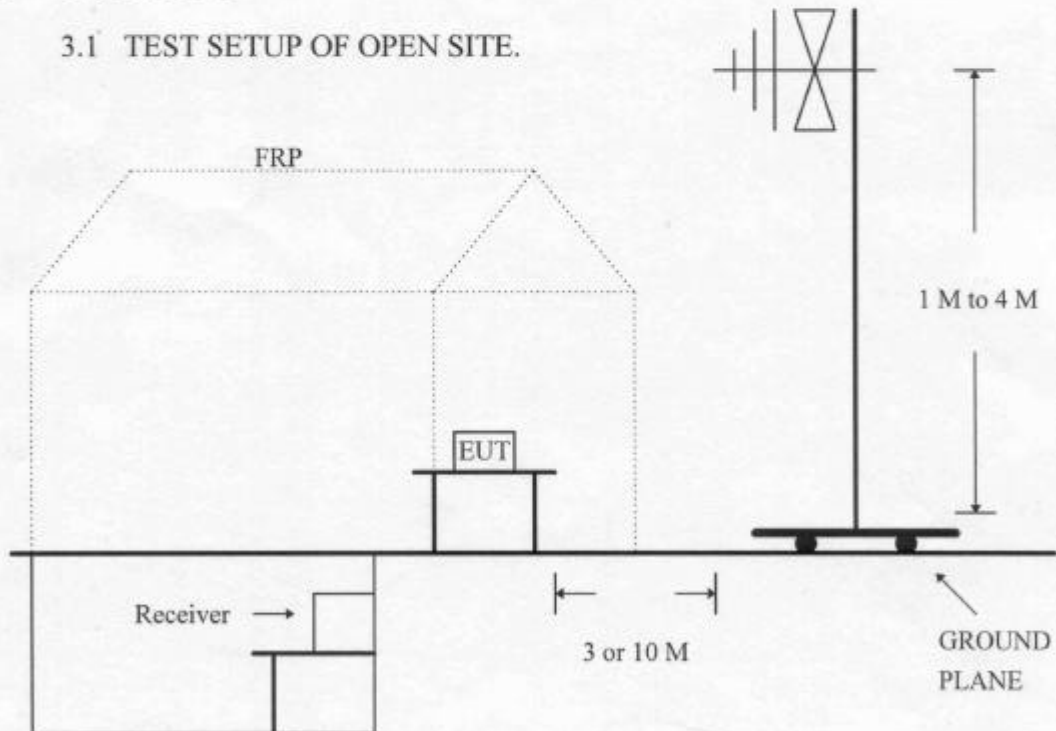 3.1 TEST SETUP OF OPEN SITE.
FRP
1 M to 4 M
EUT
Receiver
3 or 10 M
GROUND
PLANE